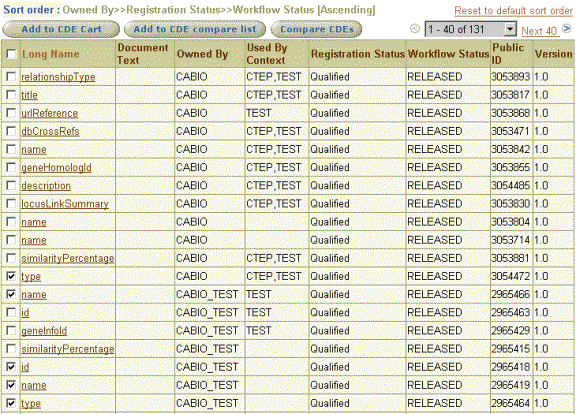 Sort order : Owned By>>Registration Status>>Workflow Status [Ascending]
Reset to default sort order
Add to CDE Cart Add to CDE compare list Compare CDEs 1 - 40 of 131 Next 40
Long Name Document Text Owned By Used By Context Registration Status Workflow Status Public ID Version
relationshipType CABIO CTEP,TEST Qualified RELEASED 3053893 1.0
title CABIO CTEP,TEST Qualified RELEASED 3053817 1.0
urlReference CABIO TEST Qualified RELEASED 3053868 1.0
dbCrossRefs CABIO CTEP,TEST Qualified RELEASED 3053471 1.0
name CABIO CTEP,TEST Qualified RELEASED 3053842 1.0
geneHomologId CABIO CTEP,TEST Qualified RELEASED 3053855 1.0
description CABIO CTEP,TEST Qualified RELEASED 3054485 1.0
locusLinkSummary CABIO CTEP,TEST Qualified RELEASED 3053830 1.0
name CABIO Qualified RELEASED 3053804 1.0
name CABIO Qualified RELEASED 3053714 1.0
similarityPercentage CABIO CTEP,TEST Qualified RELEASED 3053881 1.0
type CABIO CTEP,TEST Qualified RELEASED 3054472 1.0
name CABIO_TEST TEST Qualified RELEASED 2965466 1.0
id CABIO_TEST TEST Qualified RELEASED 2965463 1.0
geneInfoId CABIO_TEST TEST Qualified RELEASED 2965429 1.0
similarityPercentage CABIO_TEST Qualified RELEASED 2965415 1.0
id CABIO_TEST Qualified RELEASED 2965418 1.0
name CABIO_TEST Qualified RELEASED 2965419 1.0
type CABIO_TEST Qualified RELEASED 2965464 1.0